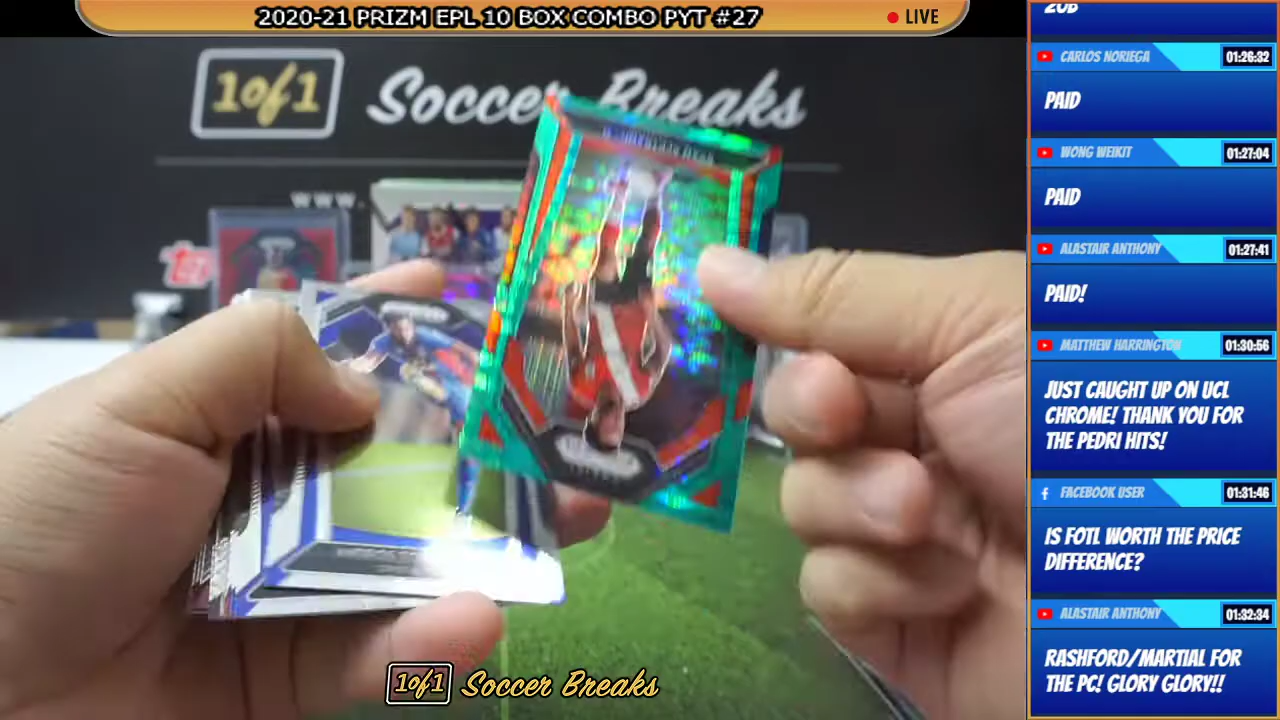 2020-21 PRIZM EPL 10 BOX COMBO PYT #27
LIVE
1of1 Soccer Breaks
WWW.
1of1 Soccer Breaks
CARLOS NORIEGA 01:26:32
PAID
WONG WEIKIT 01:27:04
PAID
ALASTAIR ANTHONY 01:27:41
PAID!
MATTHEW HARRINGTON 01:30:56
JUST CAUGHT UP ON UCL
CHROME! THANK YOU FOR
THE PEDRI HITS!
FACEBOOK USER 01:31:46
IS FOTL WORTH THE PRICE
DIFFERENCE?
ALASTAIR ANTHONY 01:32:34
RASHFORD/MARTIAL FOR
THE PC! GLORY GLORY!!